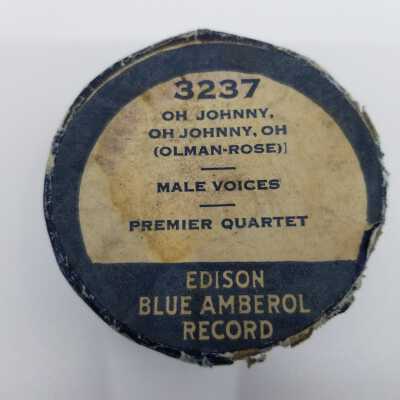 3237
OH JOHNNY,
OH JOHNNY, OH
(OLMAN-ROSE)]
MALE VOICES
PREMIER QUARTET
EDISON
BLUE AMBEROL
RECORD